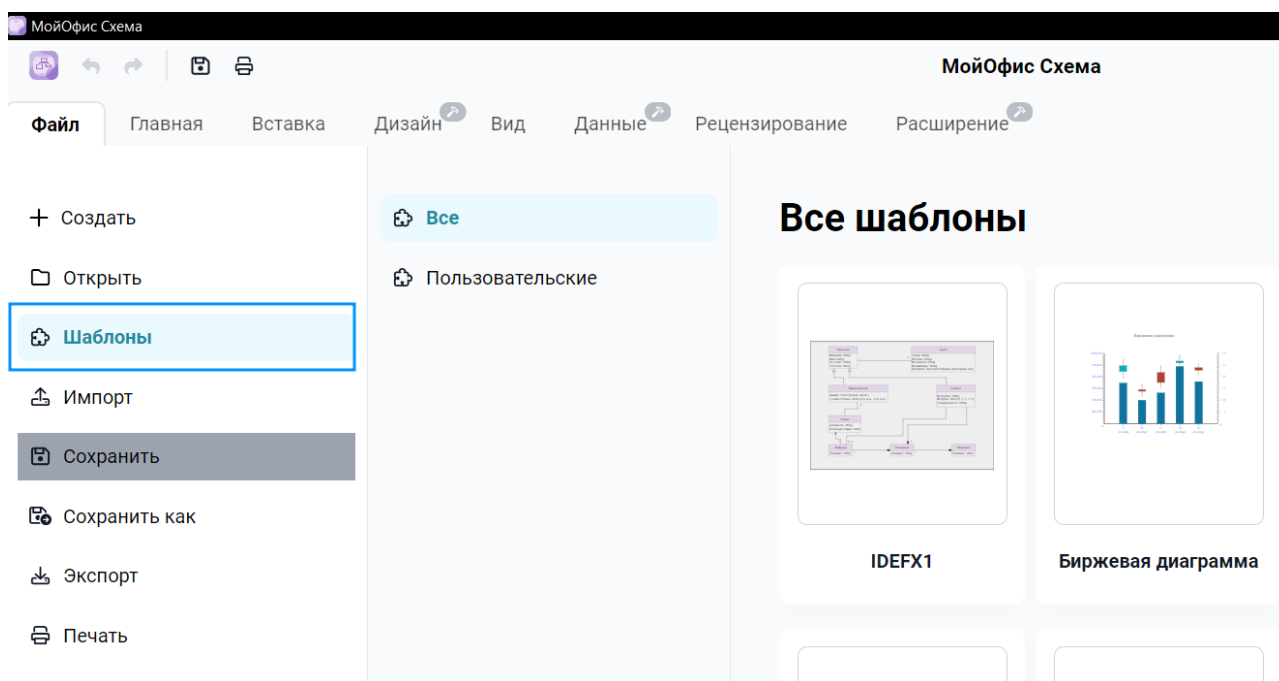 МойОфис Схема
МойОфис Схема
Файл Главная Вставка Дизайн Вид Данные Рецензирование Расширение
Создать
Открыть
Шаблоны
Импорт
Сохранить
Сохранить как
Экспорт
Печать
Все
Пользовательские
Все шаблоны
IDEFX1
Биржевая диаграмма